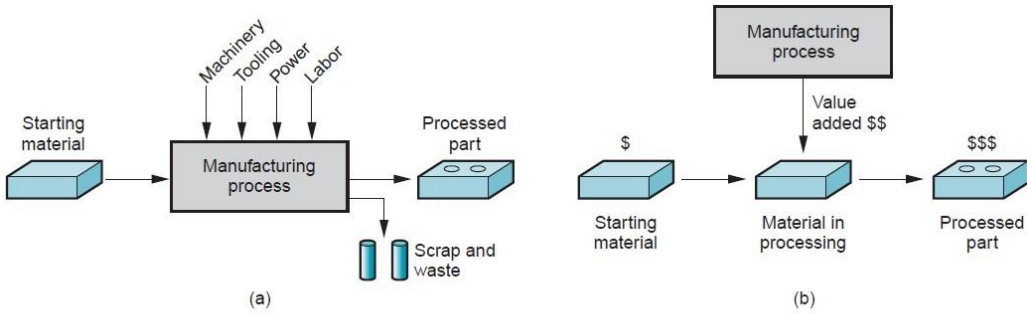 Machinery
Tooling
Power
Labor
Starting
material
Manufacturing
process
Processed
part
Scrap and
waste
(a)
Manufacturing
process
Value
added $$
$
$$$
Starting
material
Material in
processing
Processed
part
(b)